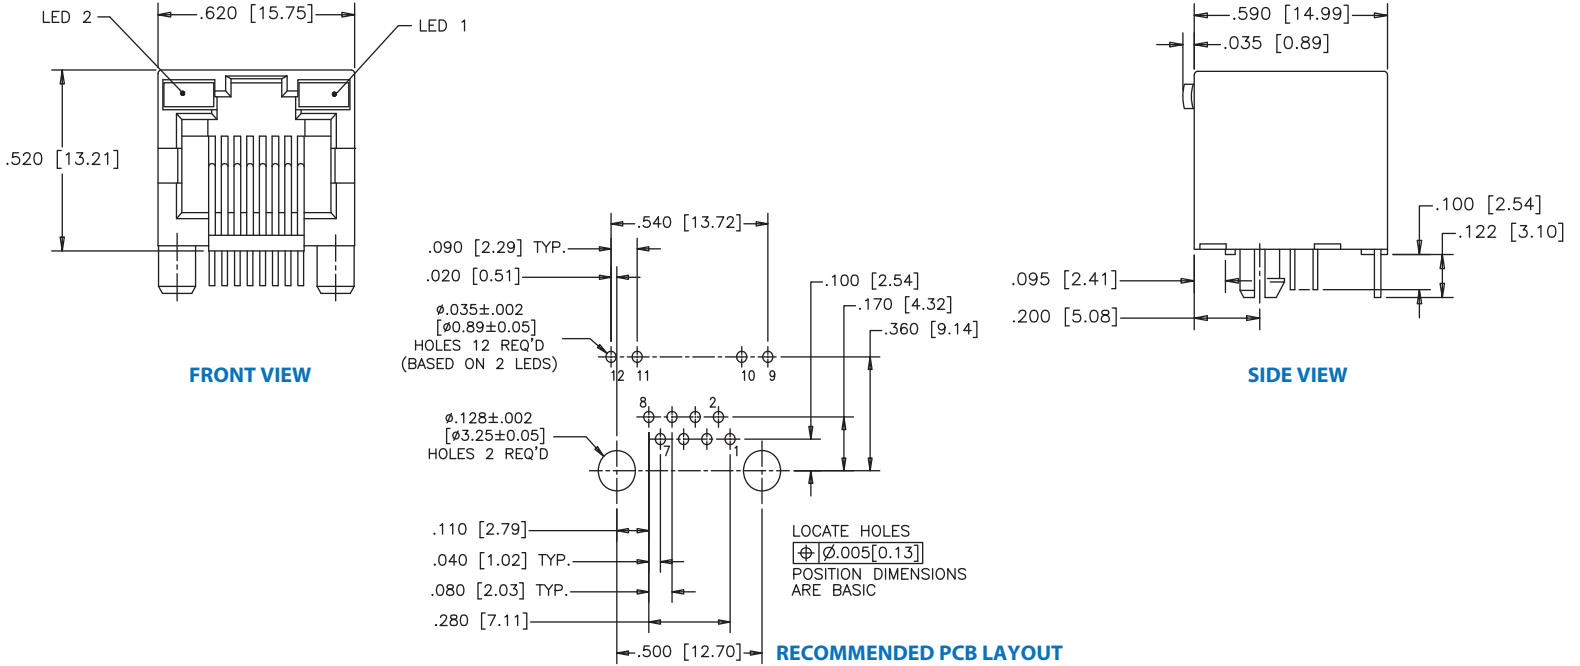 LED 2
.620 [15.75]
LED 1
.520 [13.21]
FRONT VIEW
.540 [13.72]
.090 [2.29] TYP.
.020 [0.51]
ø.035±.002
[ø0.89±0.05]
HOLES 12 REQ'D
(BASED ON 2 LEDS)
.100 [2.54]
.170 [4.32]
.360 [9.14]
12
11
10
9
8
2
7
1
ø.128±.002
[ø3.25±0.05]
HOLES 2 REQ'D
.110 [2.79]
.040 [1.02] TYP.
.080 [2.03] TYP.
.280 [7.11]
.500 [12.70]
LOCATE HOLES
⌖ Ø.005[0.13]
POSITION DIMENSIONS
ARE BASIC
RECOMMENDED PCB LAYOUT
.590 [14.99]
.035 [0.89]
.100 [2.54]
.122 [3.10]
.095 [2.41]
.200 [5.08]
SIDE VIEW